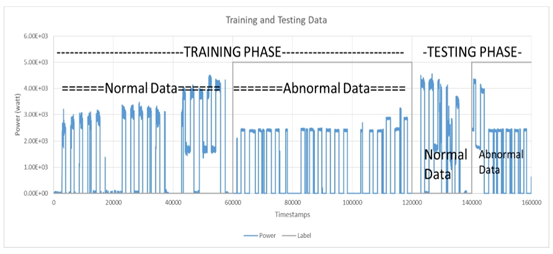 Training and Testing Data
6.00E+03
5.00E+03
4.00E+03
3.00E+03
2.00E+03
1.00E+03
0.00E+00
Power (watt)
-----------------------TRAINING PHASE----------------------
-TESTING PHASE-
======Normal Data======
=======Abnormal Data======
Normal
Data
Abnormal
Data
0
20000
40000
60000
80000
100000
120000
140000
160000
Timestamps
Power
Label